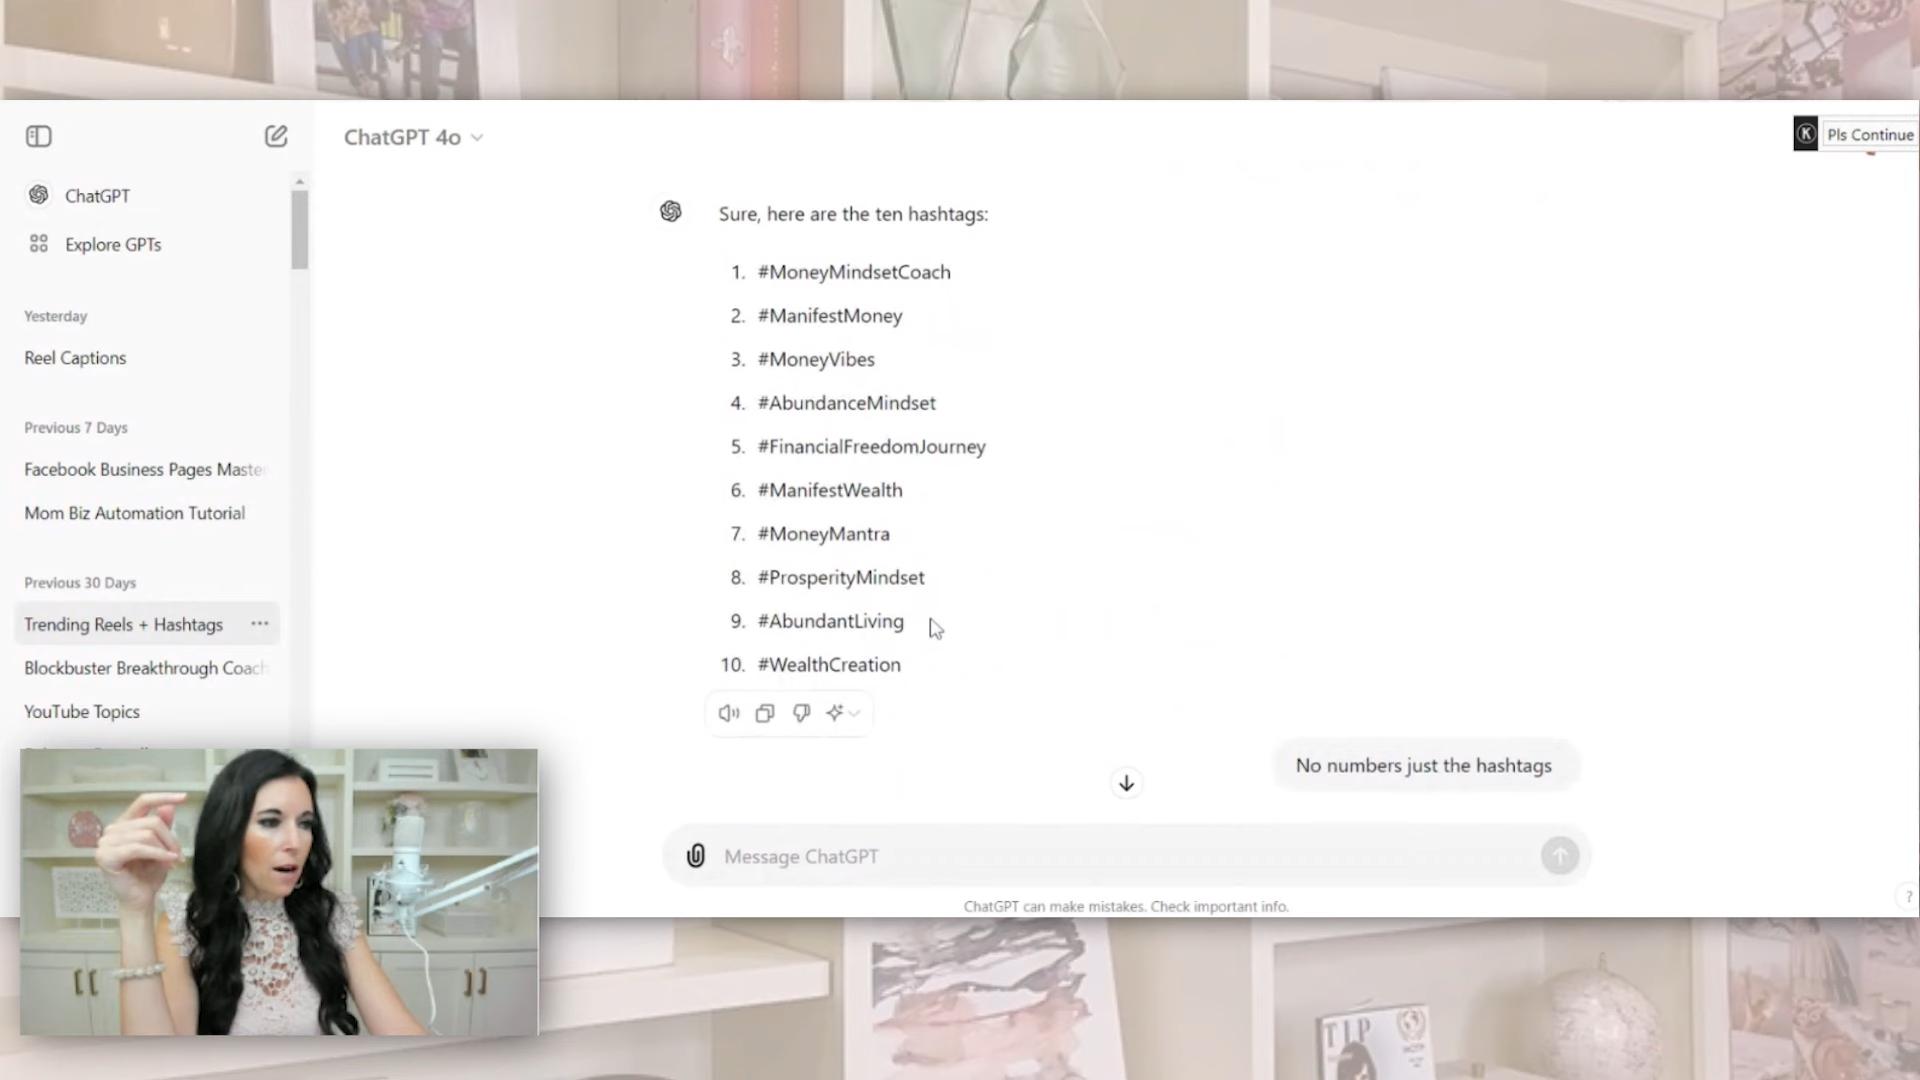 ChatGPT 4o
K Pls Continue
ChatGPT
Explore GPTs
Yesterday
Reel Captions
Previous 7 Days
Facebook Business Pages Maste
Mom Biz Automation Tutorial
Previous 30 Days
Trending Reels + Hashtags
Blockbuster Breakthrough Coach
YouTube Topics
Sure, here are the ten hashtags:
1. #MoneyMindsetCoach
2. #ManifestMoney
3. #MoneyVibes
4. #AbundanceMindset
5. #FinancialFreedomJourney
6. #ManifestWealth
7. #MoneyMantra
8. #ProsperityMindset
9. #AbundantLiving
10. #WealthCreation
No numbers just the hashtags
Message ChatGPT
ChatGPT can make mistakes. Check important info.
?